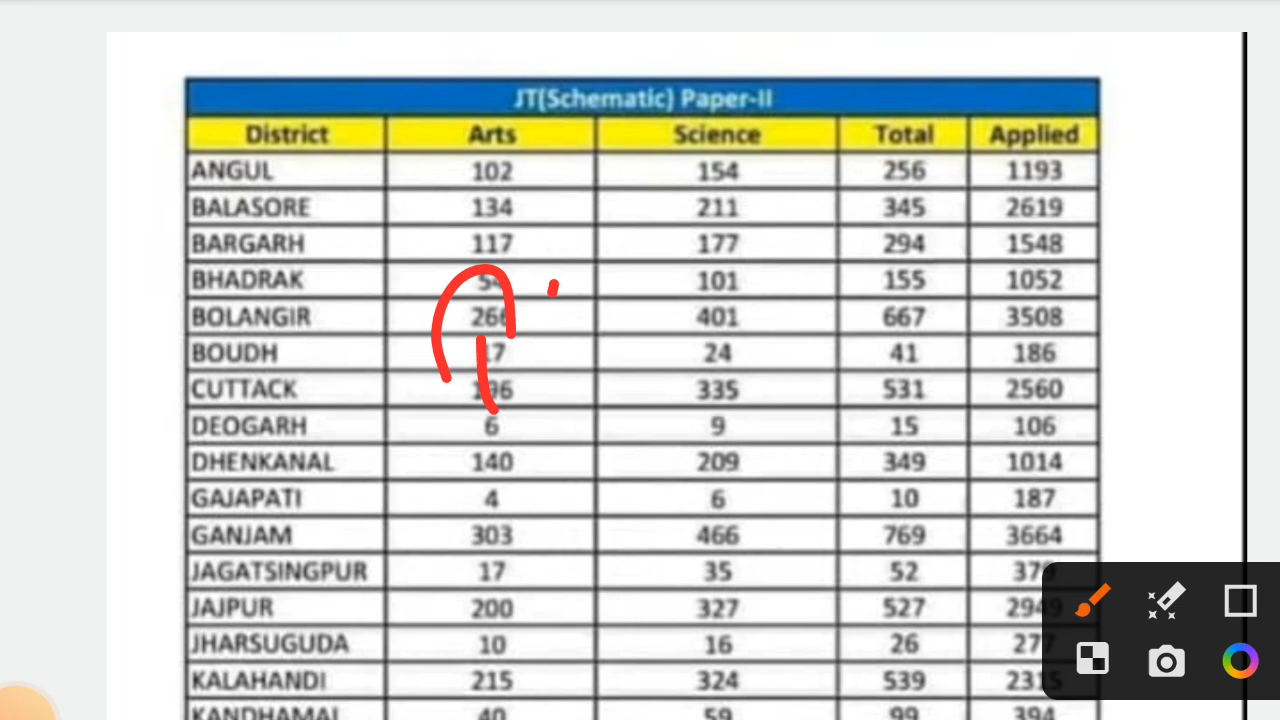 JT(Schematic) Paper-II
District Arts Science Total Applied
ANGUL 102 154 256 1193
BALASORE 134 211 345 2619
BARGARH 117 177 294 1548
BHADRAK 54 101 155 1052
BOLANGIR 266 401 667 3508
BOUDH 17 24 41 186
CUTTACK 196 335 531 2560
DEOGARH 6 9 15 106
DHENKANAL 140 209 349 1014
GAJAPATI 4 6 10 187
GANJAM 303 466 769 3664
JAGATSINGPUR 17 35 52
JAJPUR 200 327 527 2949
JHARSUGUDA 10 16 26 277
KALAHANDI 215 324 539 2315
KANDHAMAL 40 59 99 394